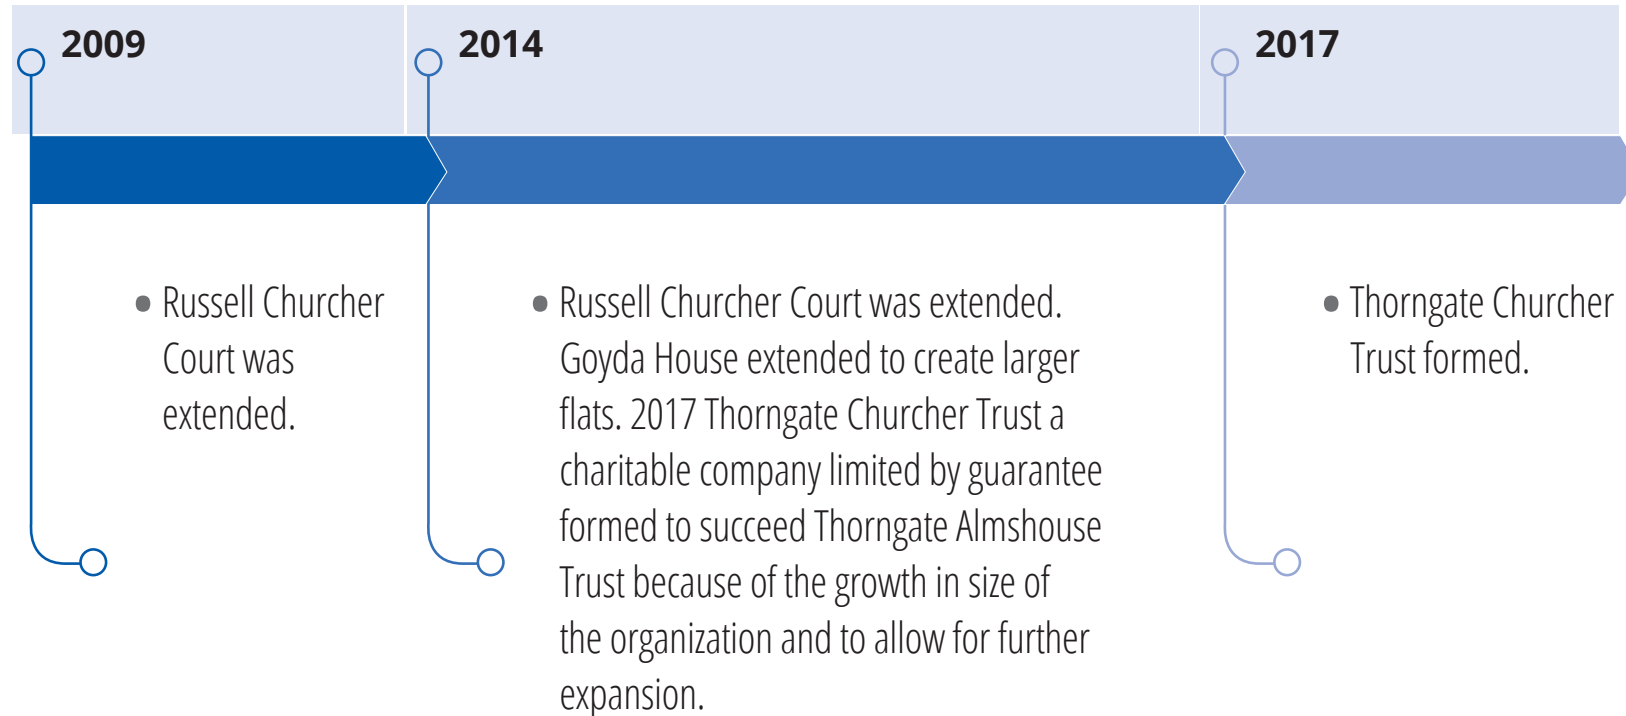 2009
2014
2017
• Russell Churcher
Court was
extended.
• Russell Churcher Court was extended.
Goyda House extended to create larger
flats. 2017 Thorngate Churcher Trust a
charitable company limited by guarantee
formed to succeed Thorngate Almshouse
Trust because of the growth in size of
the organization and to allow for further
expansion.
• Thorngate Churcher
Trust formed.